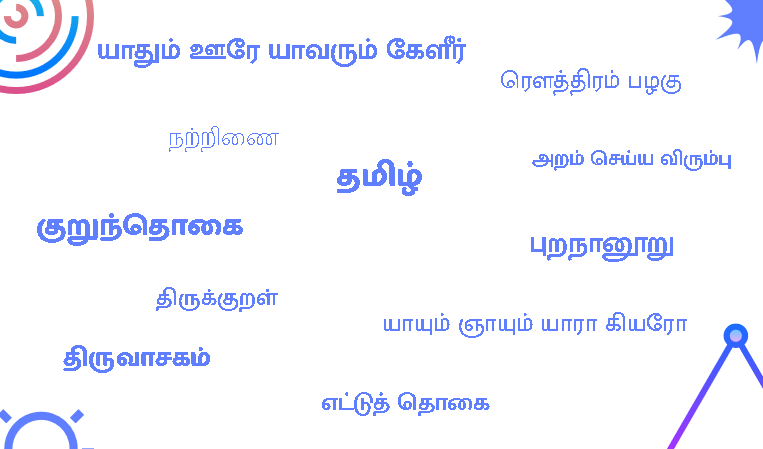 யாதும் ஊரே யாவரும் கேளீர்
ரௌத்திரம் பழகு
நற்றிணை
அறம் செய்ய விரும்பு
தமிழ்
குறுந்தொகை
புறநானூறு
திருக்குறள்
யாயும் ஞாயும் யாரா கியரோ
திருவாசகம்
எட்டுத் தொகை